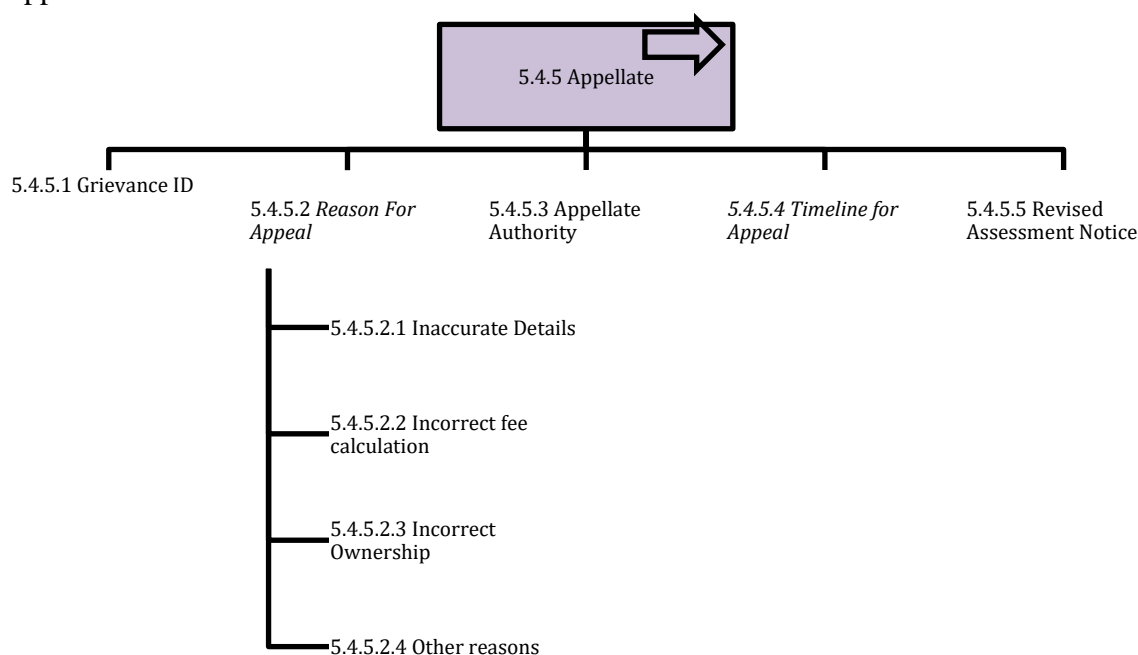 5.4.5 Appellate
5.4.5.1 Grievance ID
5.4.5.2 Reason For
Appeal
5.4.5.3 Appellate
Authority
5.4.5.4 Timeline for
Appeal
5.4.5.5 Revised
Assessment Notice
5.4.5.2.1 Inaccurate Details
5.4.5.2.2 Incorrect fee
calculation
5.4.5.2.3 Incorrect
Ownership
5.4.5.2.4 Other reasons